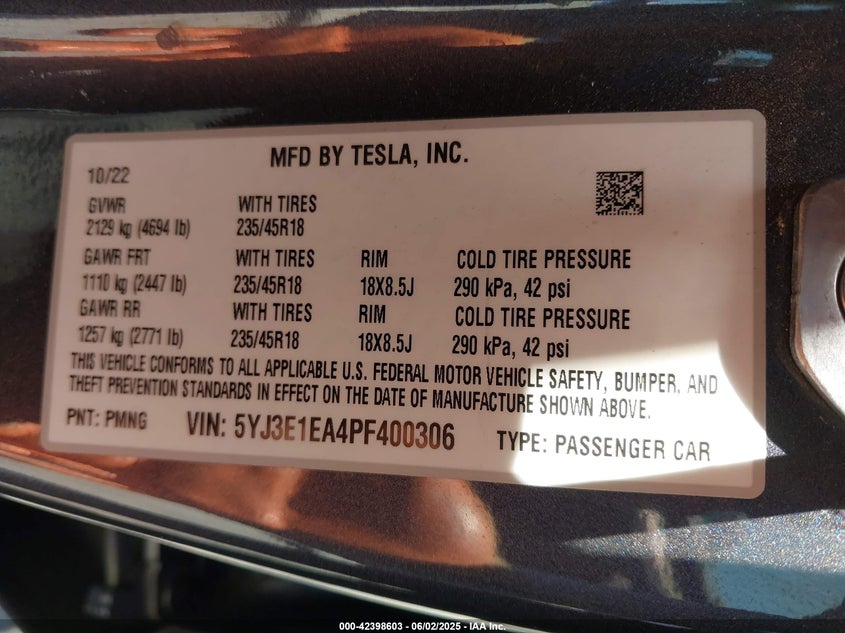 MFD BY TESLA, INC.
10/22
GVWR WITH TIRES
2129 kg (4694 lb) 235/45R18
GAWR FRT WITH TIRES RIM COLD TIRE PRESSURE
1110 kg (2447 lb) 235/45R18 18X8.5J 290 kPa, 42 psi
GAWR RR WITH TIRES RIM COLD TIRE PRESSURE
1257 kg (2771 lb) 235/45R18 18X8.5J 290 kPa, 42 psi
THIS VEHICLE CONFORMS TO ALL APPLICABLE U.S. FEDERAL MOTOR VEHICLE SAFETY, BUMPER, AND
THEFT PREVENTION STANDARDS IN EFFECT ON THE DATE OF MANUFACTURE SHOWN ABOVE.
PNT: PMNG VIN: 5YJ3E1EA4PF400306 TYPE: PASSENGER CAR
000-42398603 - 06/02/2025 - IAA Inc.